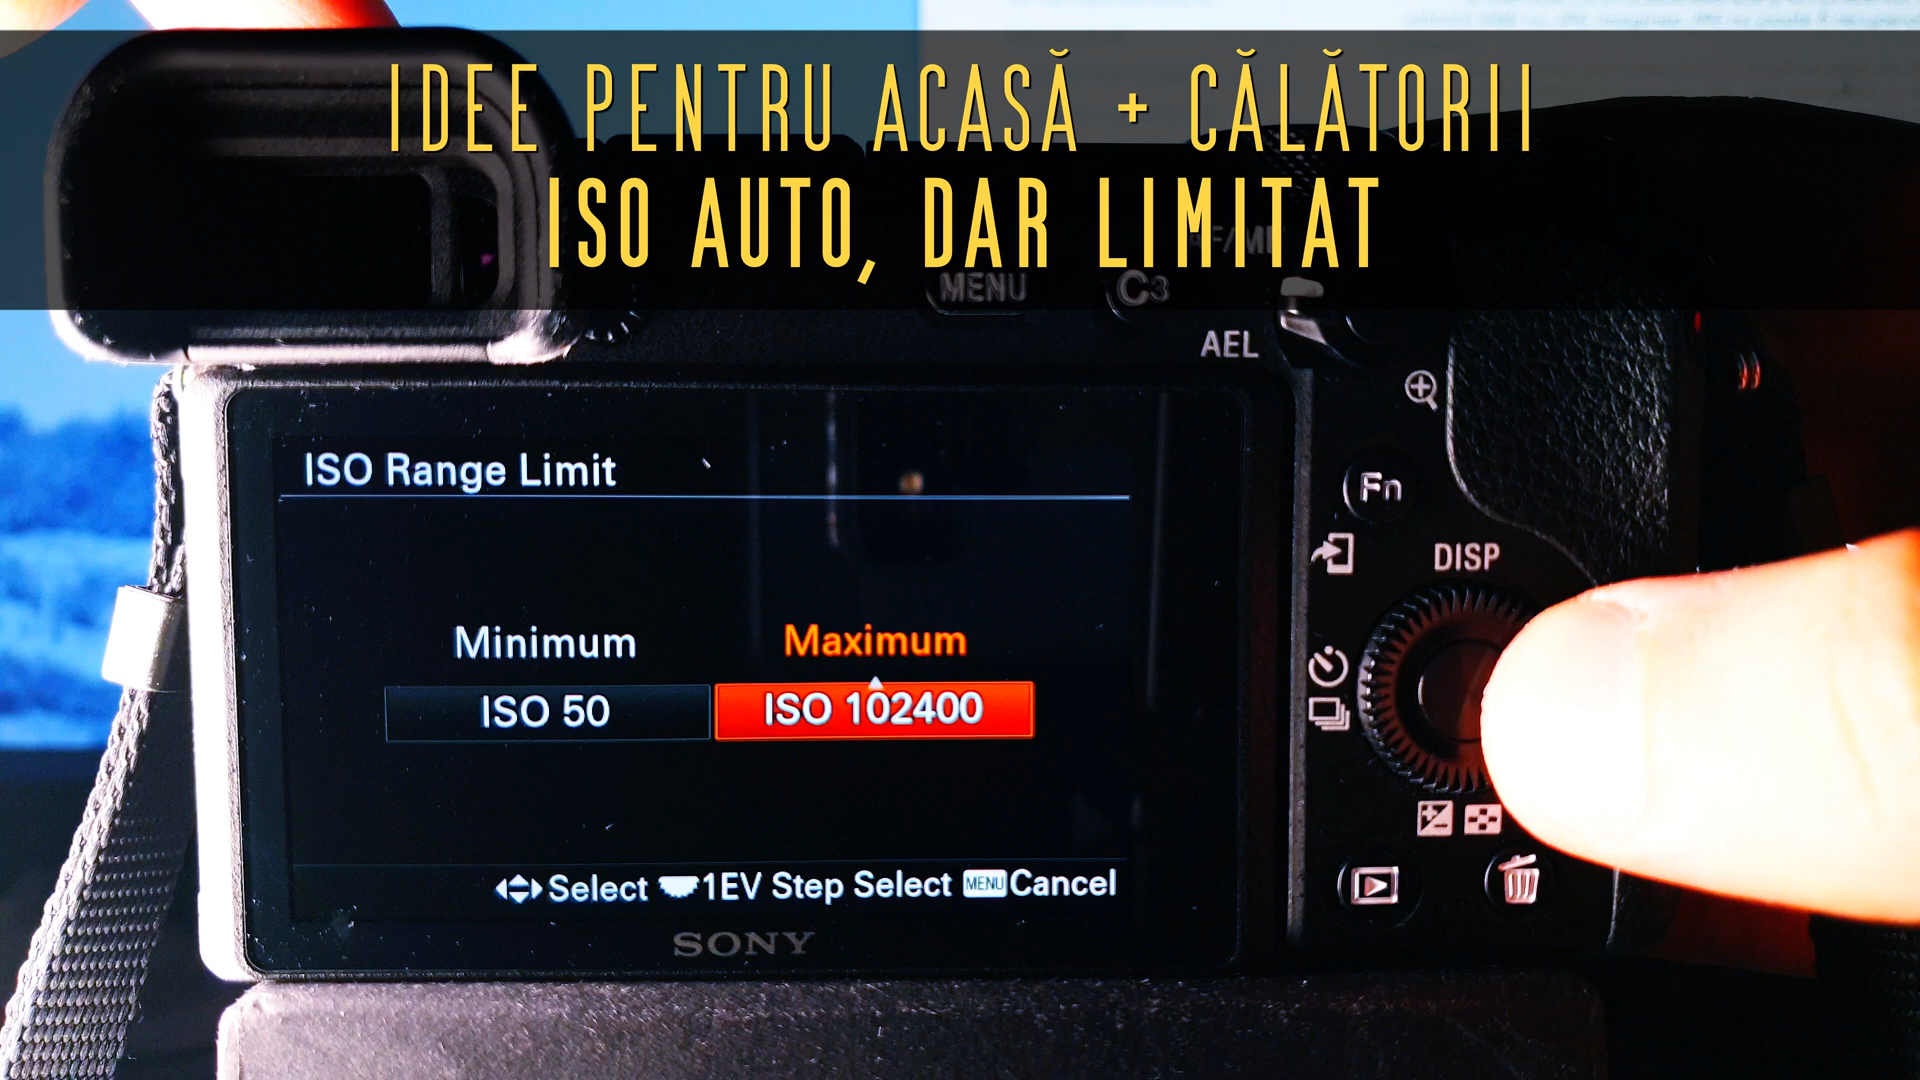 IDEE PENTRU ACASĂ + CĂLĂTORII
ISO AUTO, DAR LIMITAT
MENU
C3
AEL
ISO Range Limit
Fn
DISP
Minimum Maximum
ISO 50 ISO 102400
Select 1EV Step Select MENU Cancel
SONY